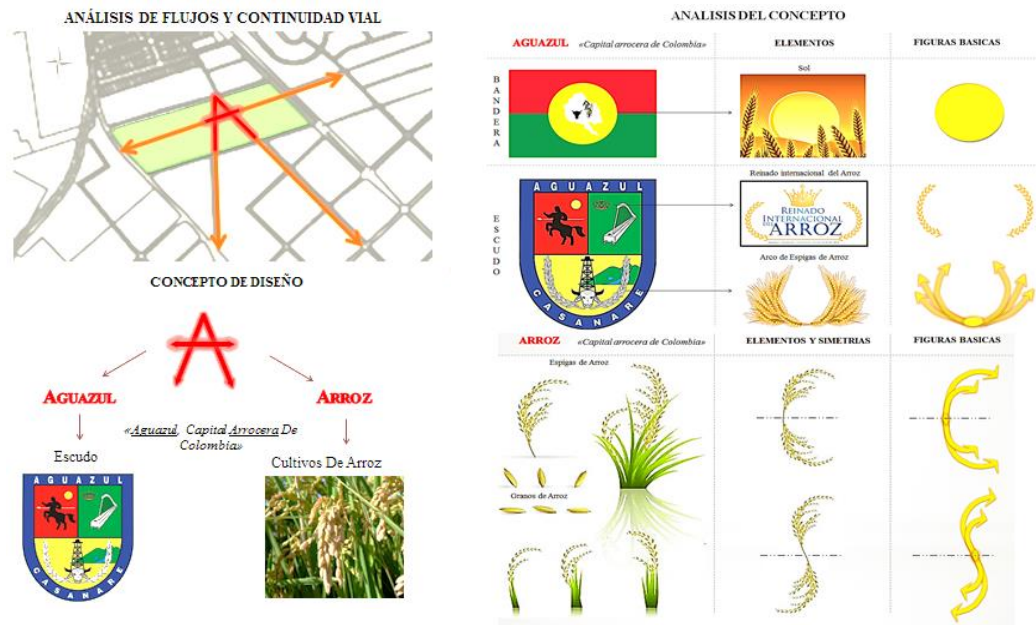 ANÁLISIS DE FLUJOS Y CONTINUIDAD VIAL
CONCEPTO DE DISEÑO
AGUAZUL
ARROZ
«Aguazul, Capital Arrocera De
Colombia»
Escudo
Cultivos De Arroz
AGUAZUL
CASANARE
ANALISIS DEL CONCEPTO
AGUAZUL «Capital arrocera de Colombia»
ELEMENTOS
FIGURAS BASICAS
BANDERA
Sol
ESCUDO
AGUAZUL
CASANARE
Reinado internacional del Arroz
REINADO
INTERNACIONAL
ARROZ
Arco de Espigas de Arroz
ARROZ «Capital arrocera de Colombia»
ELEMENTOS Y SIMETRIAS
FIGURAS BASICAS
Espigas de Arroz
Granos de Arroz